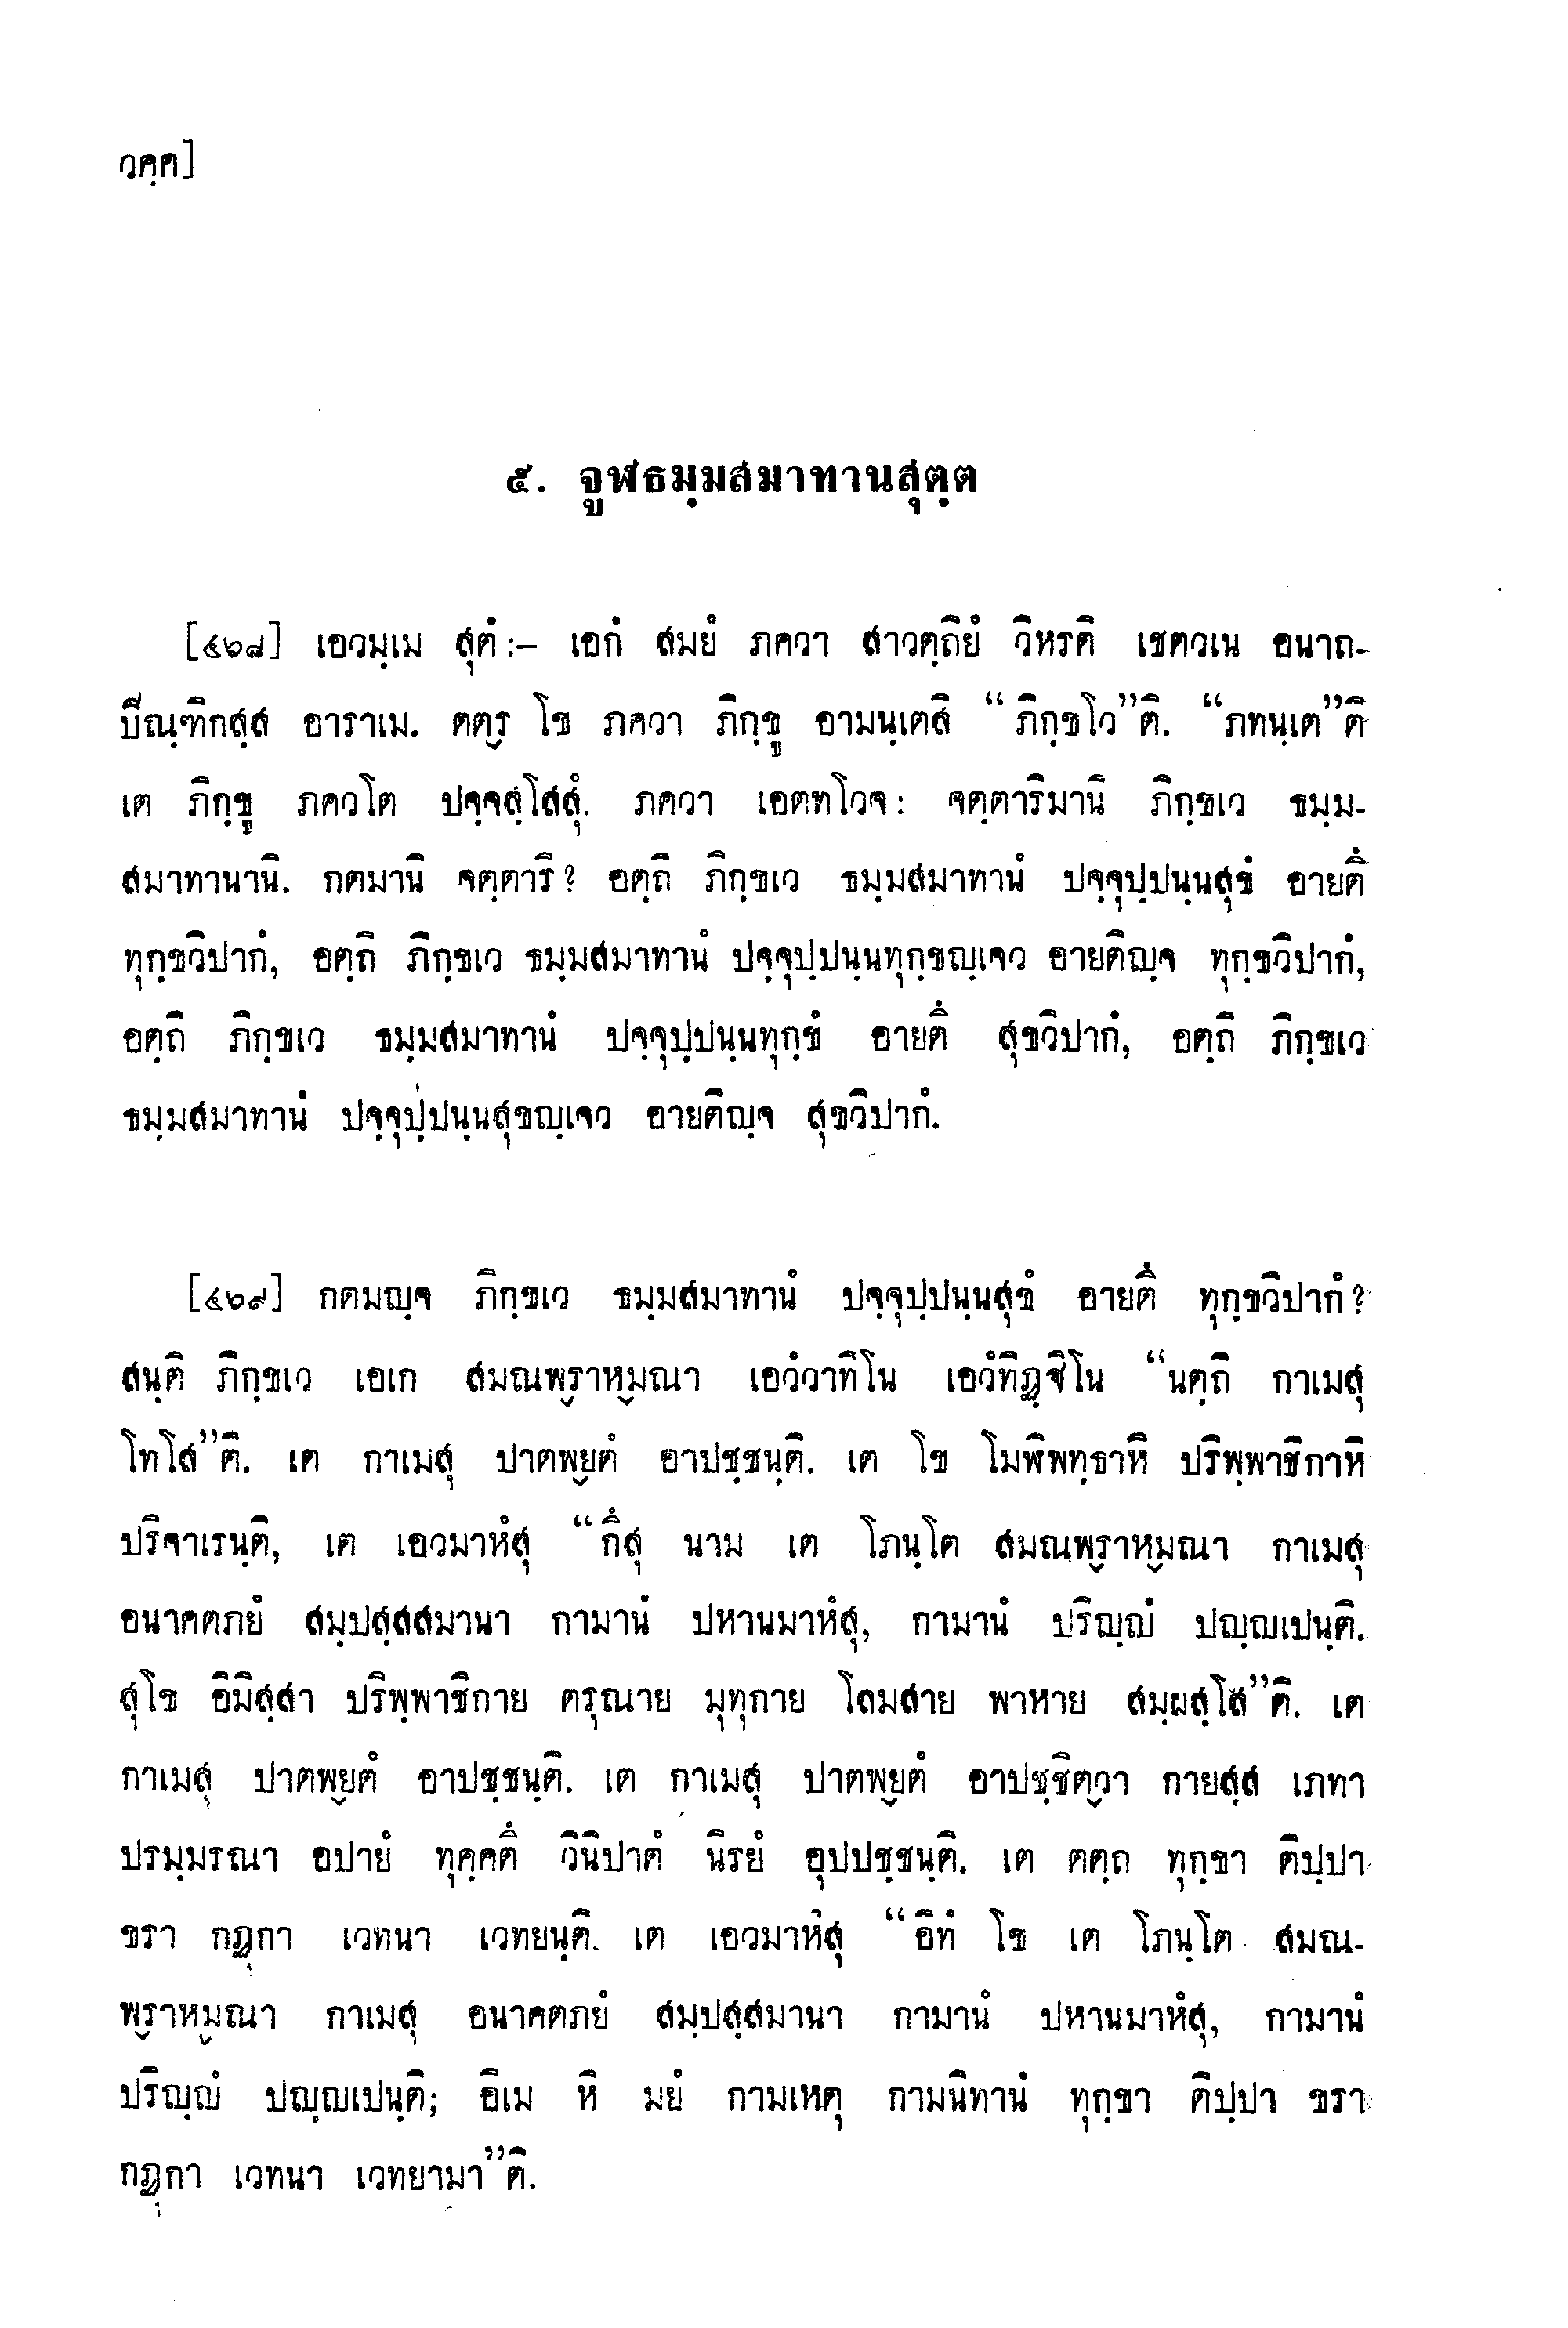 วคฺค]
๕. จูฬธมฺมสมาทานสุตฺต
[๔๖๘] เอวมฺเม สุตํ :– เอกํ สมยํ ภควา สาวตฺถิยํ วิหรติ เชตวเน อนาถ-
ปิณฺฑิกสฺส อาราเม. ตตฺร โข ภควา ภิกฺขู อามนฺเตสิ “ภิกฺขโว”ติ. “ภทนฺเต”ติ
เต ภิกฺขู ภควโต ปจฺจสฺโสสุํ. ภควา เอตทโวจ : จตฺตาริมานิ ภิกฺขเว ธมฺม-
สมาทานานิ. กตมานิ จตฺตาริ? อตฺถิ ภิกฺขเว ธมฺมสมาทานํ ปจฺจุปฺปนฺนสุขํ อายตึ
ทุกฺขวิปากํ, อตฺถิ ภิกฺขเว ธมฺมสมาทานํ ปจฺจุปฺปนฺนทุกฺขญฺเจว อายติญฺจ ทุกฺขวิปากํ,
อตฺถิ ภิกฺขเว ธมฺมสมาทานํ ปจฺจุปฺปนฺนทุกฺขํ อายตึ สุขวิปากํ, อตฺถิ ภิกฺขเว
ธมฺมสมาทานํ ปจฺจุปฺปนฺนสุขญฺเจว อายติญฺจ สุขวิปากํ.
[๔๖๙] กตมญฺจ ภิกฺขเว ธมฺมสมาทานํ ปจฺจุปฺปนฺนสุขํ อายตึ ทุกฺขวิปากํ?
สนฺติ ภิกฺขเว เอเก สมณพฺราหฺมณา เอวํวาทิโน เอวํทิฏฺฐิโน “นตฺถิ กาเมสุ
โทโส”ติ. เต กาเมสุ ปาตพฺยตํ อาปชฺชนฺติ. เต โข โมฬิพทฺธาหิ ปริพฺพาชิกาหิ
ปริจาเรนฺติ, เต เอวมาหํสุ “กึสุ นาม เต โภนฺโต สมณพฺราหฺมณา กาเมสุ
อนาคตภยํ สมฺปสฺสสมานา กามานํ ปหานมาหํสุ, กามานํ ปริญฺญํ ปญฺญเปนฺติ.
สุโข อิมิสฺสา ปริพฺพาชิกาย ตรุณาย มุทุกาย โลมสาย พาหาย สมฺผสฺโส”ติ. เต
กาเมสุ ปาตพฺยตํ อาปชฺชนฺติ. เต กาเมสุ ปาตพฺยตํ อาปชฺชิตฺวา กายสฺส เภทา
ปรมฺมรณา อปายํ ทุคฺคตึ วินิปาตํ นิรยํ อุปปชฺชนฺติ. เต ตตฺถ ทุกฺขา ติปฺปา
ขรา กฏุกา เวทนา เวทยนฺติ. เต เอวมาหํสุ “อิทํ โข เต โภนฺโต สมณ-
พฺราหฺมณา กาเมสุ อนาคตภยํ สมฺปสฺสมานา กามานํ ปหานมาหํสุ, กามานํ
ปริญฺญํ ปญฺญเปนฺติ; อิเม หิ มยํ กามเหตุ กามนิทานํ ทุกฺขา ติปฺปา ขรา
กฏุกา เวทนา เวทยามา”ติ.